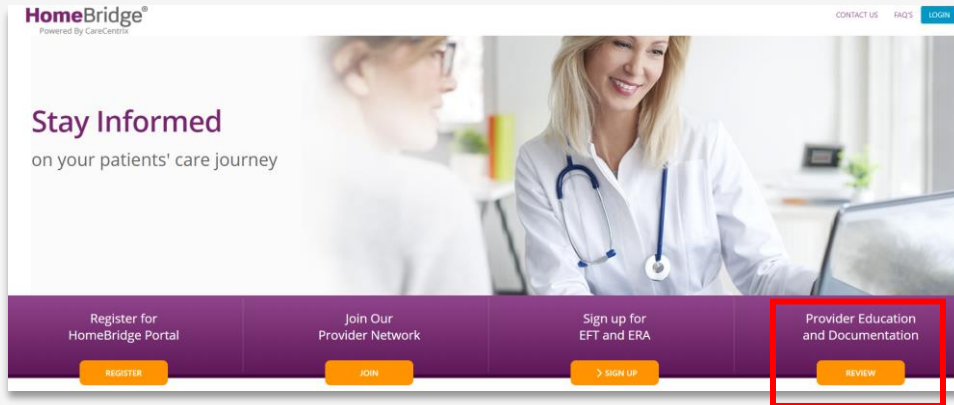 HomeBridge®
Powered By CareCentrix
CONTACT US FAQ'S LOGIN
Stay Informed
on your patients' care journey
Register for
HomeBridge Portal
REGISTER
Join Our
Provider Network
JOIN
Sign up for
EFT and ERA
> SIGN UP
Provider Education
and Documentation
REVIEW